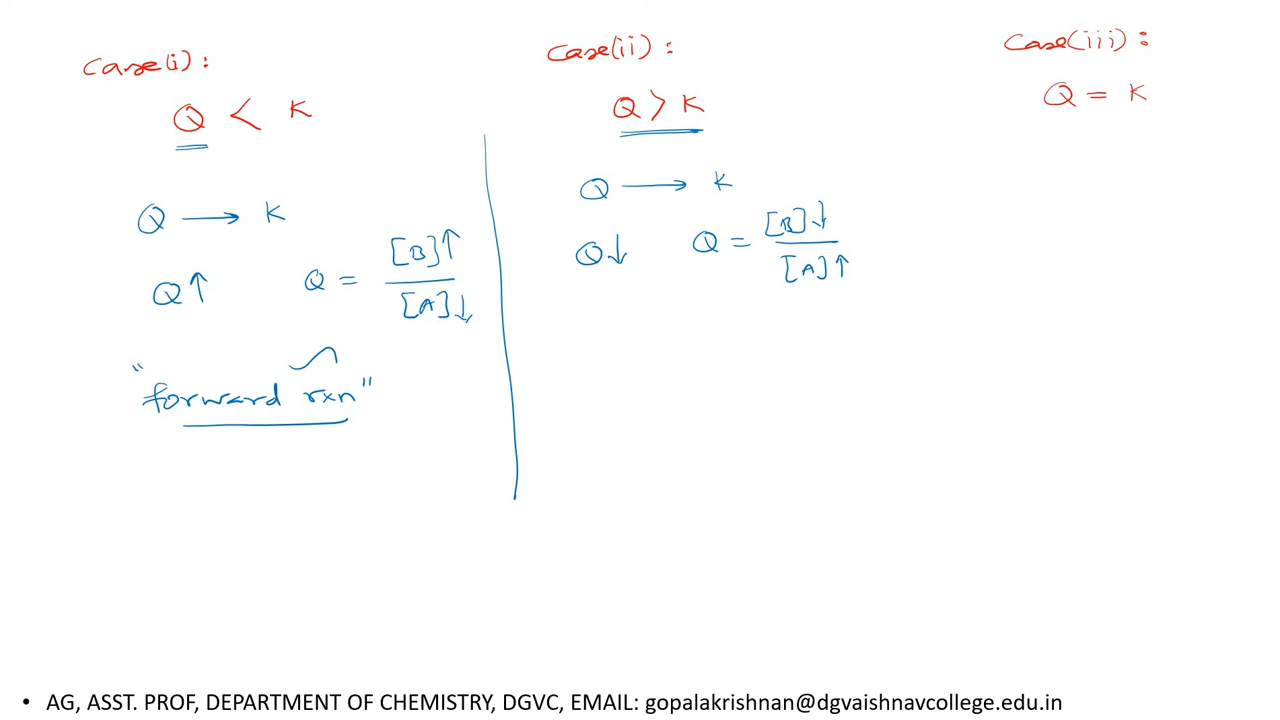 case(i):
Q < K
Q ⟶ K
Q↑ Q = [B]↑ / [A]↓
"forward rxn"
case(ii):
Q > K
Q ⟶ K
Q↓ Q = [B]↓ / [A]↑
case(iii):
Q = K
• AG, ASST. PROF, DEPARTMENT OF CHEMISTRY, DGVC, EMAIL: gopalakrishnan@dgvaishnavcollege.edu.in